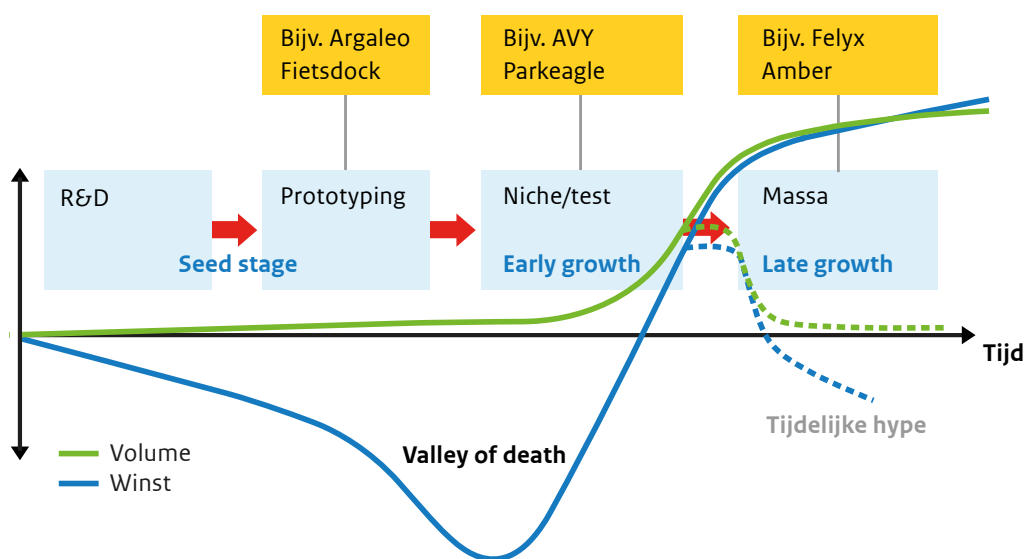 Bijv. Argaleo
Fietsdock
Bijv. AVY
Parkeagle
Bijv. Felyx
Amber
R&D
Prototyping
Niche/test
Massa
Seed stage
Early growth
Late growth
Tijd
Tijdelijke hype
Valley of death
Volume
Winst